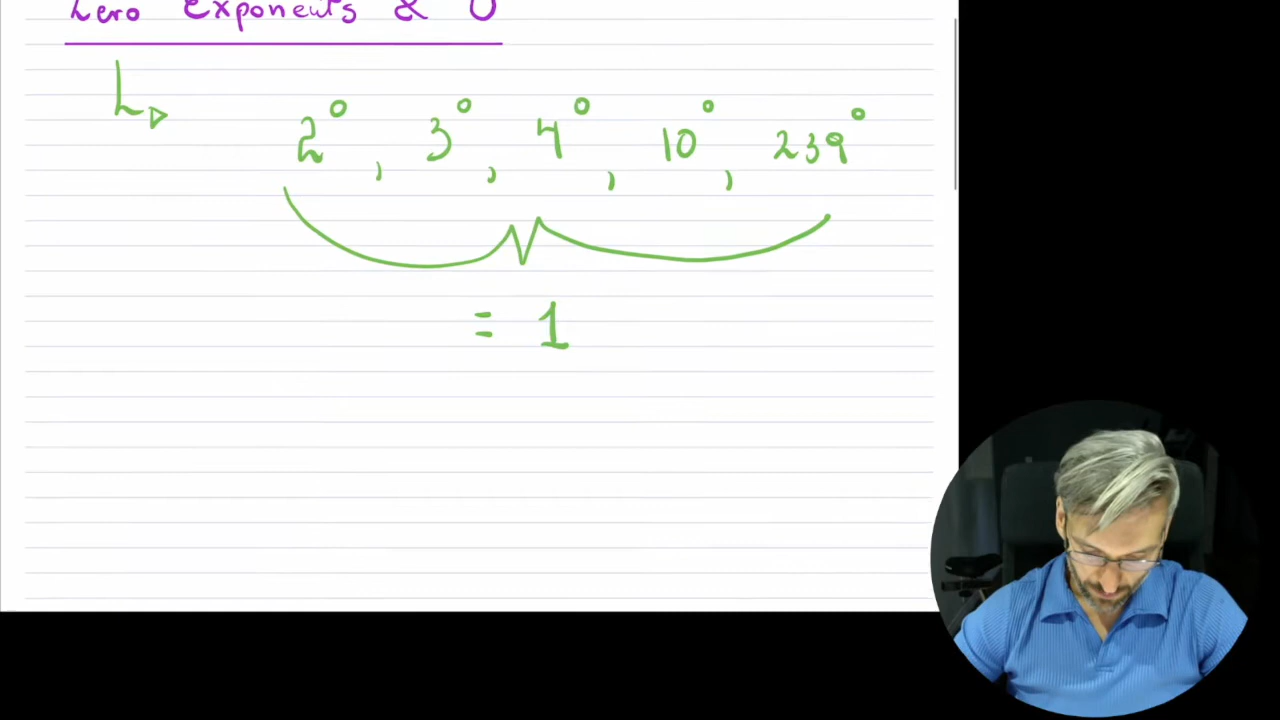 Zero Exponents & 0
2⁰ , 3⁰ , 4⁰ , 10⁰ , 239⁰
= 1